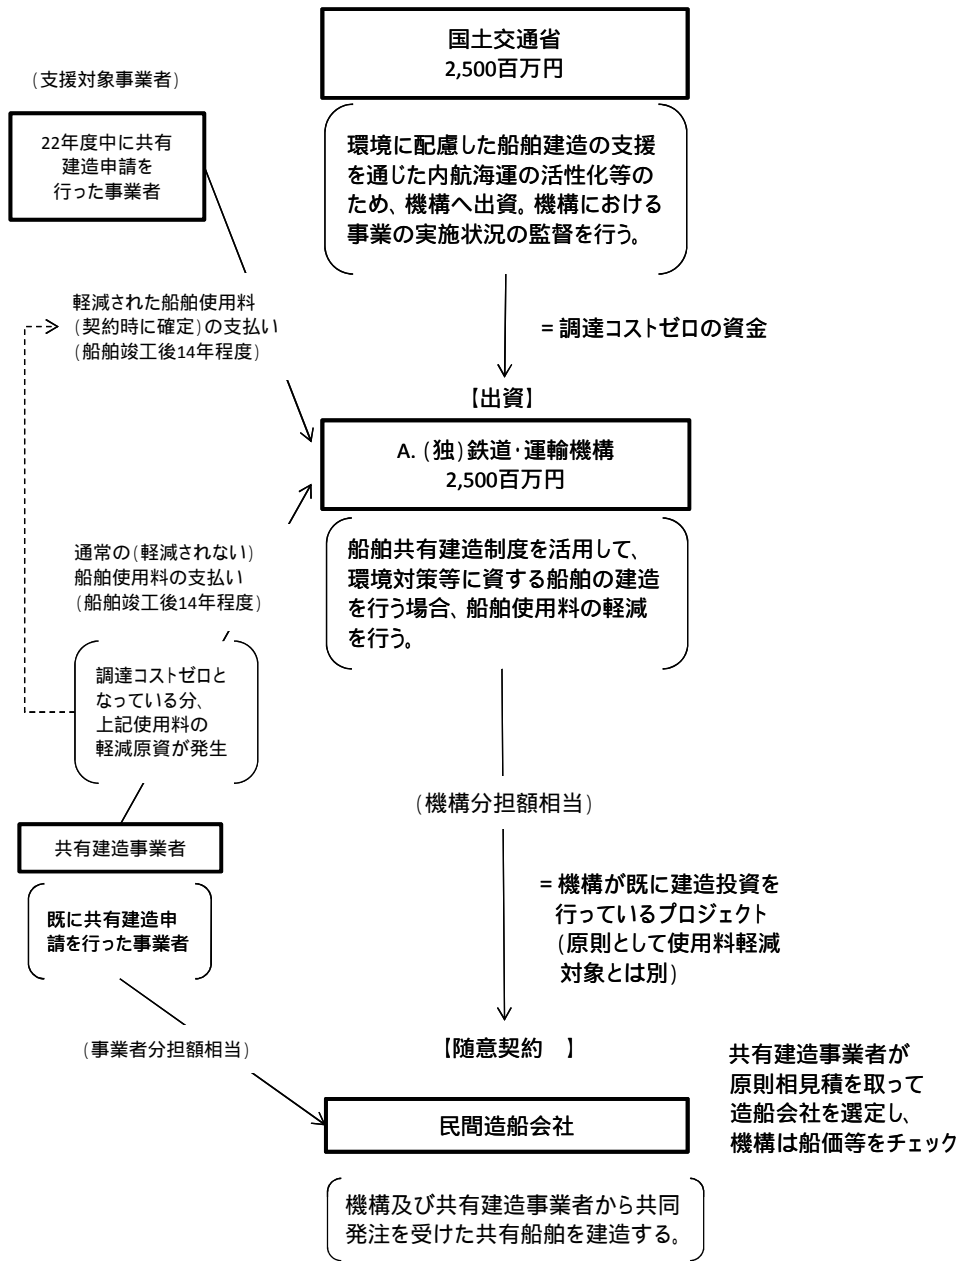 国土交通省
2,500百万円
(支援対象事業者)
22年度中に共有
建造申請を
行った事業者
環境に配慮した船舶建造の支援
を通じた内航海運の活性化等の
ため、機構へ出資。機構における
事業の実施状況の監督を行う。
軽減された船舶使用料
(契約時に確定)の支払い
(船舶竣工後14年程度)
=調達コストゼロの資金
【出資】
A.(独)鉄道・運輸機構
2,500百万円
通常の(軽減されない)
船舶使用料の支払い
(船舶竣工後14年程度)
船舶共有建造制度を活用して、
環境対策等に資する船舶の建造
を行う場合、船舶使用料の軽減
を行う。
調達コストゼロと
なっている分、
上記使用料の
軽減原資が発生
(機構分担額相当)
共有建造事業者
既に共有建造申
請を行った事業者
=機構が既に建造投資を
行っているプロジェクト
(原則として使用料軽減
対象とは別)
(事業者分担額相当)
【随意契約 】
共有建造事業者が
原則相見積を取って
造船会社を選定し、
機構は船価等をチェック
民間造船会社
機構及び共有建造事業者から共同
発注を受けた共有船舶を建造する。